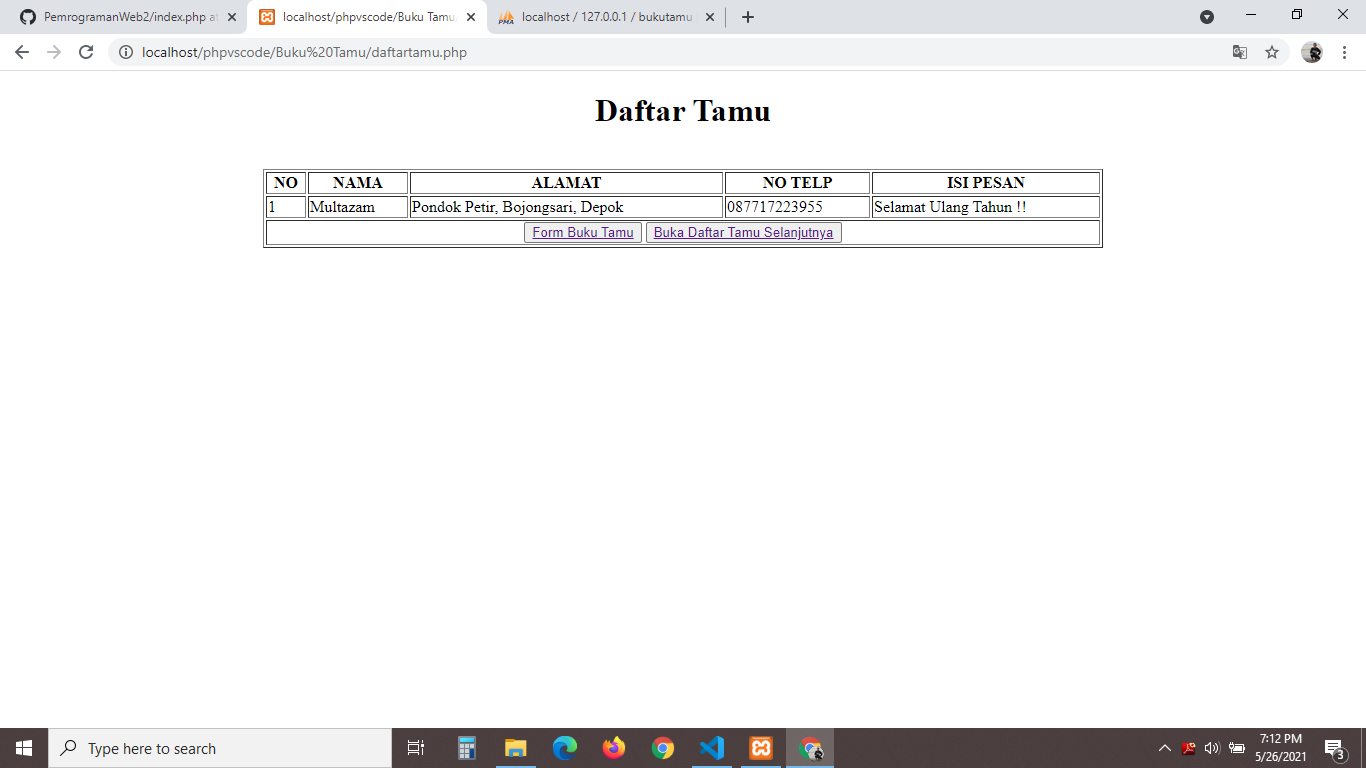 PemrogramanWeb2/index.php at
localhost/phpvscode/Buku Tamu/
localhost / 127.0.0.1 / bukutamu
localhost/phpvscode/Buku%20Tamu/daftartamu.php
Daftar Tamu
NO NAMA ALAMAT NO TELP ISI PESAN
1 Multazam Pondok Petir, Bojongsari, Depok 087717223955 Selamat Ulang Tahun !!
Form Buku Tamu Buka Daftar Tamu Selanjutnya
Type here to search
7:12 PM
5/26/2021
3